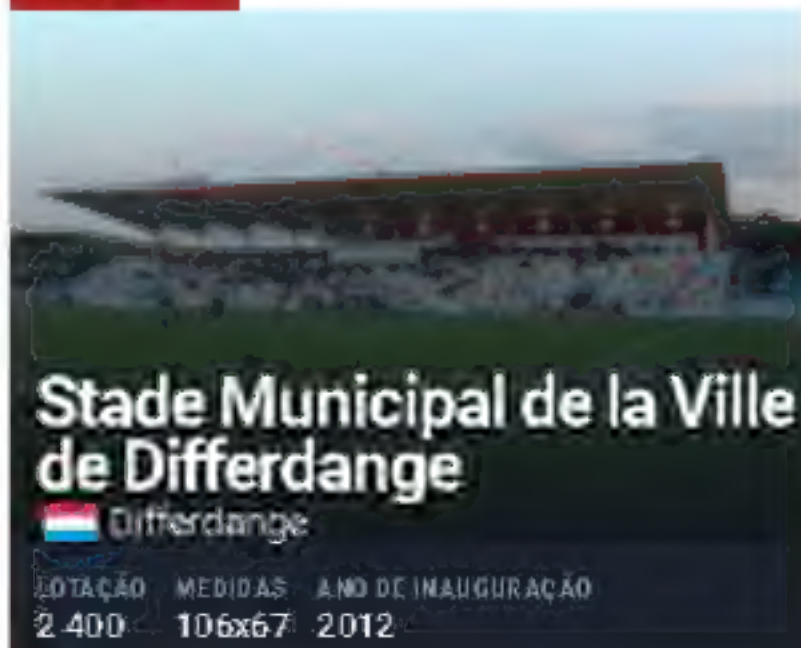 Stade Municipal de la Ville
de Differdange
Differdange
LOTAÇÃO MEDIDAS ANO DE INAUGURAÇÃO
2 400 106x67 2012